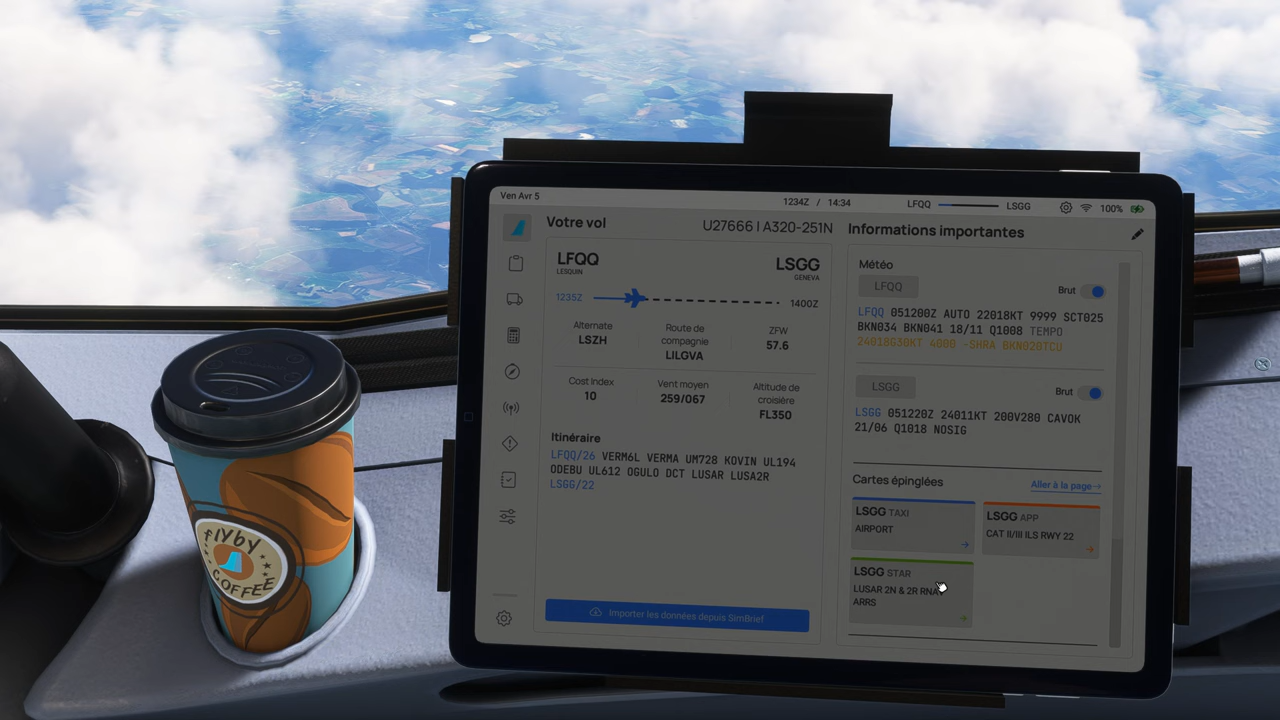 Ven Avr 5
1234Z / 14:34
LFQQ LSGG
100%
Votre vol
U27666 | A320-251N
LFQQ
LESQUIN
LSGG
GENEVA
1235Z
1400Z
Alternate
LSZH
Route de
compagnie
LILGVA
ZFW
57.6
Cost Index
10
Vent moyen
259/067
Altitude de
croisière
FL350
Itinéraire
LFQQ/26 VERM6L VERMA UM728 KOVIN UL194
ODEBU UL612 OGULO DCT LUSAR LUSA2R
LSGG/22
Importer les données depuis SimBrief
Informations importantes
Météo
LFQQ
Brut
LFQQ 051200Z AUTO 22018KT 9999 SCT025
BKN034 BKN041 18/11 Q1008 TEMPO
24018G30KT 4000 -SHRA BKN020TCU
LSGG
Brut
LSGG 051220Z 24011KT 200V280 CAVOK
21/06 Q1018 NOSIG
Cartes épinglées
Aller à la page
LSGG TAXI
AIRPORT
LSGG APP
CAT II/III ILS RWY 22
LSGG STAR
LUSAR 2N & 2R RNAV
ARRS
flyby
COFFEE